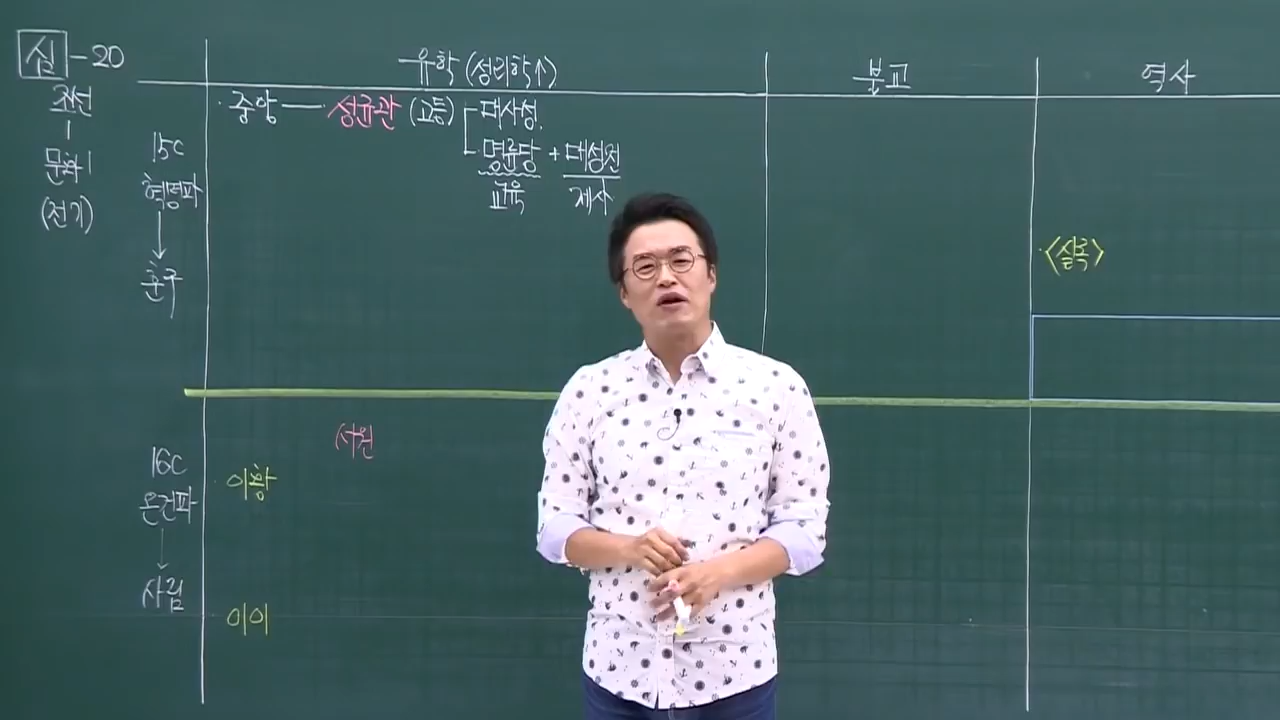 심-20
조선
문화1
(전기)
15C
혁명파
훈구
16C
온건파
사림
유학(성리학↑)
불교
역사
·중앙 — 성균관 (고등)
대사성.
명륜당 + 대성전
교육
제사
·<실록>
서원
·이황
이이